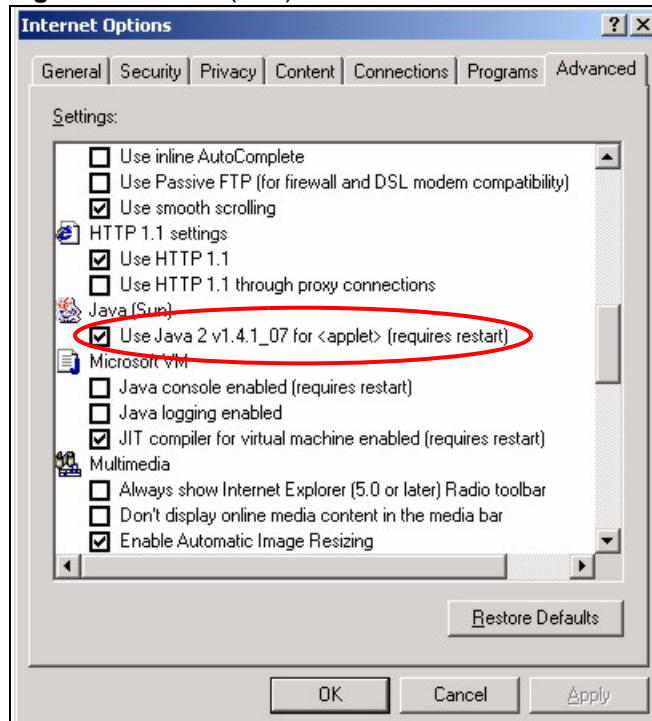 Internet Options
General Security Privacy Content Connections Programs Advanced
Settings:
Use inline AutoComplete
Use Passive FTP (for firewall and DSL modem compatibility)
Use smooth scrolling
HTTP 1.1 settings
Use HTTP 1.1
Use HTTP 1.1 through proxy connections
Java (Sun)
Use Java 2 v1.4.1_07 for <applet> (requires restart)
Microsoft VM
Java console enabled (requires restart)
Java logging enabled
JIT compiler for virtual machine enabled (requires restart)
Multimedia
Always show Internet Explorer (5.0 or later) Radio toolbar
Don't display online media content in the media bar
Enable Automatic Image Resizing
Restore Defaults
OK Cancel Apply